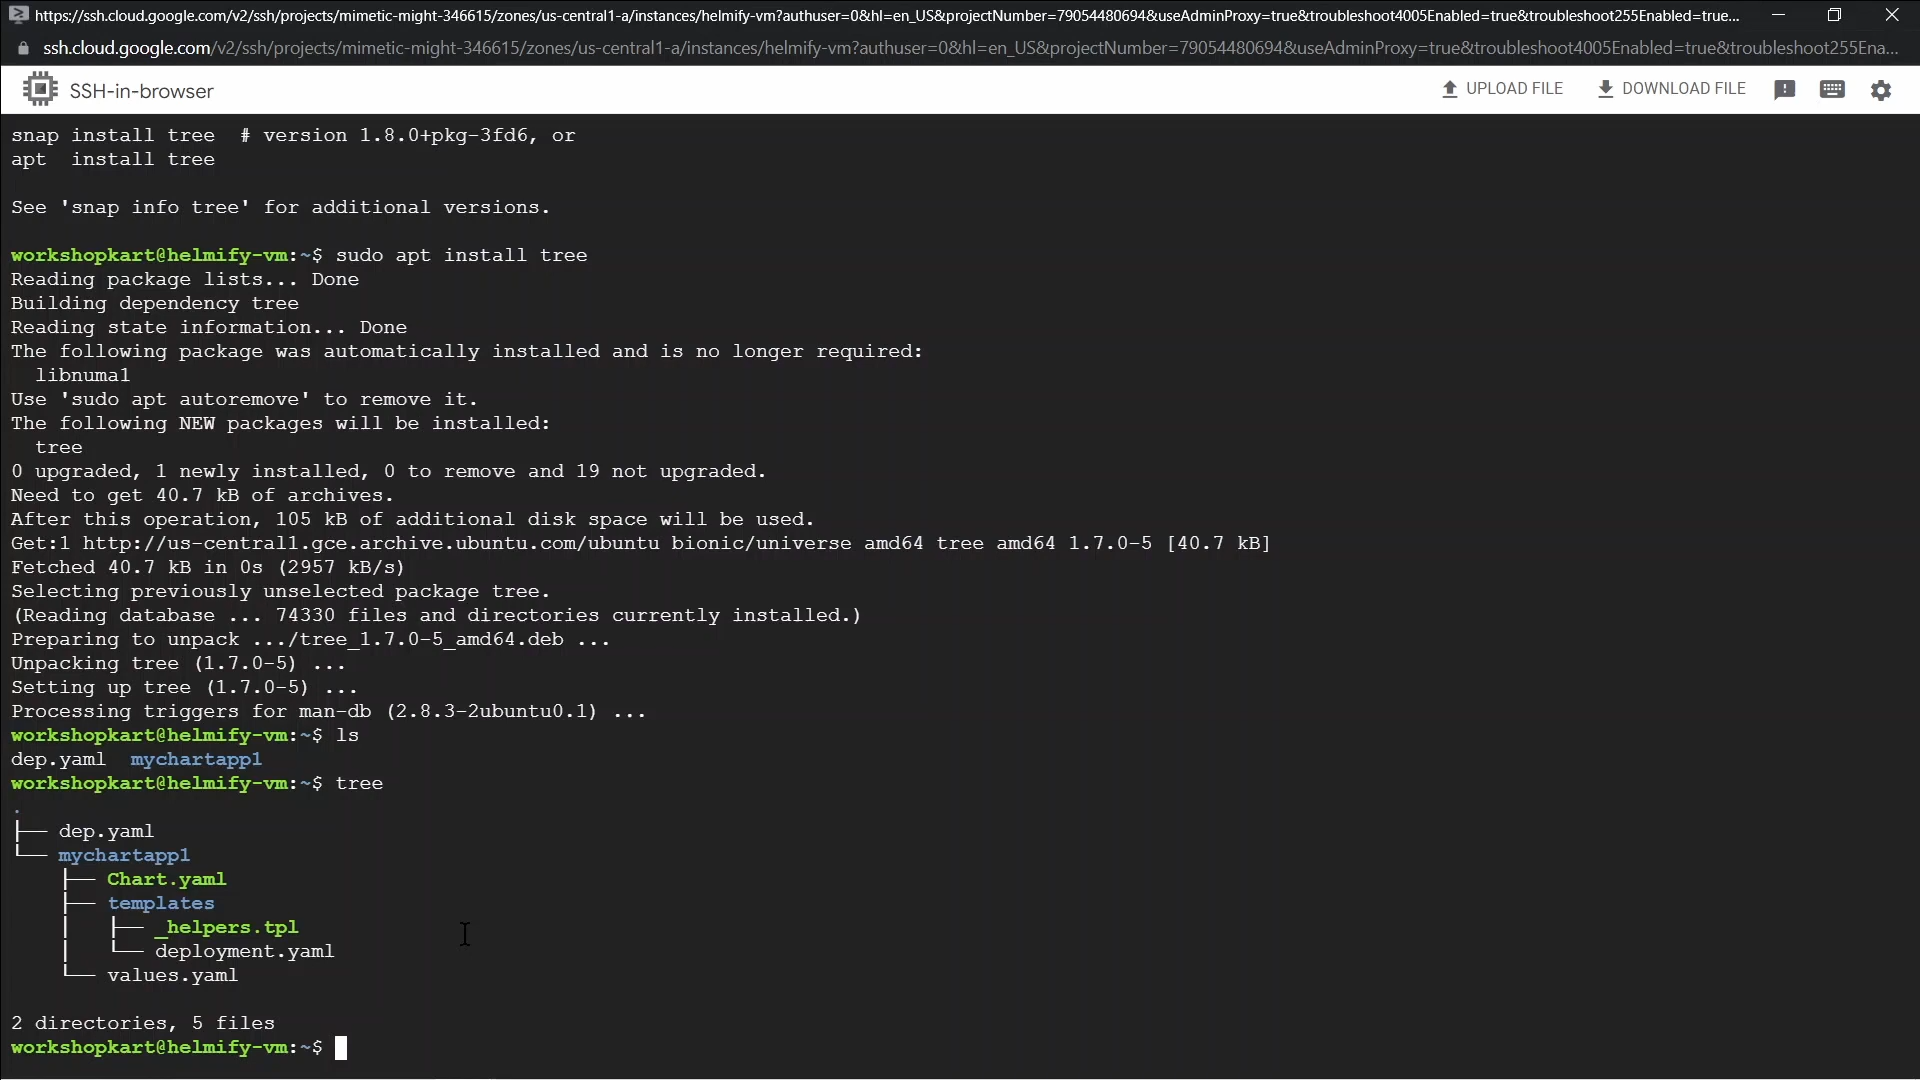 https://ssh.cloud.google.com/v2/ssh/projects/mimetic-might-346615/zones/us-central1-a/instances/helmify-vm?authuser=0&hl=en_US&projectNumber=79054480694&useAdminProxy=true&troubleshoot4005Enabled=true&troubleshoot255Enabled=true...
ssh.cloud.google.com/v2/ssh/projects/mimetic-might-346615/zones/us-central1-a/instances/helmify-vm?authuser=0&hl=en_US&projectNumber=79054480694&useAdminProxy=true&troubleshoot4005Enabled=true&troubleshoot255Ena...
SSH-in-browser UPLOAD FILE DOWNLOAD FILE
snap install tree  # version 1.8.0+pkg-3fd6, or
apt  install tree
See 'snap info tree' for additional versions.
workshopkart@helmify-vm:~$ sudo apt install tree
Reading package lists... Done
Building dependency tree
Reading state information... Done
The following package was automatically installed and is no longer required:
  libnuma1
Use 'sudo apt autoremove' to remove it.
The following NEW packages will be installed:
  tree
0 upgraded, 1 newly installed, 0 to remove and 19 not upgraded.
Need to get 40.7 kB of archives.
After this operation, 105 kB of additional disk space will be used.
Get:1 http://us-central1.gce.archive.ubuntu.com/ubuntu bionic/universe amd64 tree amd64 1.7.0-5 [40.7 kB]
Fetched 40.7 kB in 0s (2957 kB/s)
Selecting previously unselected package tree.
(Reading database ... 74330 files and directories currently installed.)
Preparing to unpack .../tree_1.7.0-5_amd64.deb ...
Unpacking tree (1.7.0-5) ...
Setting up tree (1.7.0-5) ...
Processing triggers for man-db (2.8.3-2ubuntu0.1) ...
workshopkart@helmify-vm:~$ ls
dep.yaml  mychartapp1
workshopkart@helmify-vm:~$ tree
.
├── dep.yaml
└── mychartapp1
    ├── Chart.yaml
    ├── templates
    │   ├── _helpers.tpl
    │   └── deployment.yaml
    └── values.yaml
2 directories, 5 files
workshopkart@helmify-vm:~$